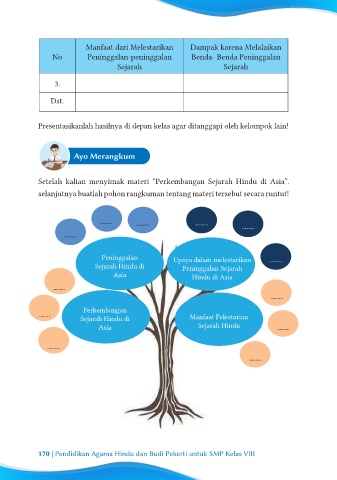 No
Manfaat dari Melestarikan
Peninggalan-peninggalan
Sejarah
Dampak karena Melalaikan
Benda- Benda Peninggalan
Sejarah
3.
Dst.
Presentasikanlah hasilnya di depan kelas agar ditanggapi oleh kelompok lain!
Ayo Merangkum
Setelah kalian menyimak materi "Perkembangan Sejarah Hindu di Asia".
selanjutnya buatlah pohon rangkuman tentang materi tersebut secara runtut!
........
........
........
........
........
........
Peninggalan
Sejarah Hindu di
Asia
Upaya dalam melestarikan
Peninggalan Sejarah
Hindu di Asia
........
........
........
........
........
........
Perkembangan
Sejarah Hindu di
Asia
Manfaat Pelestarian
Sejarah Hindu
170 | Pendidikan Agama Hindu dan Budi Pekerti untuk SMP Kelas VIII